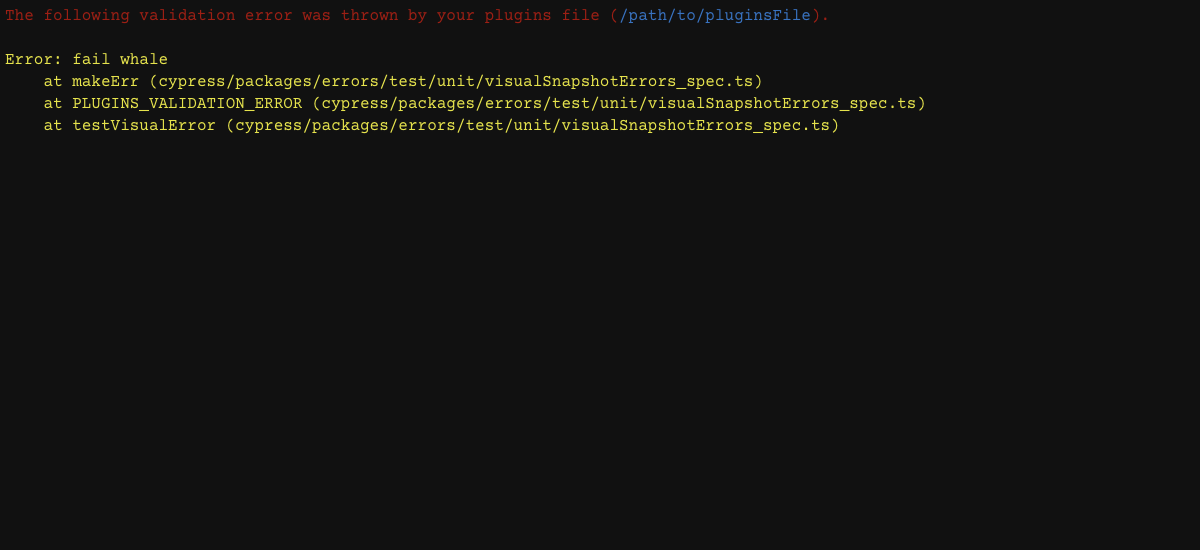 The following validation error was thrown by your plugins file (/path/to/pluginsFile).
Error: fail whale
at makeErr (cypress/packages/errors/test/unit/visualSnapshotErrors_spec.ts)
at PLUGINS_VALIDATION_ERROR (cypress/packages/errors/test/unit/visualSnapshotErrors_spec.ts)
at testVisualError (cypress/packages/errors/test/unit/visualSnapshotErrors_spec.ts)